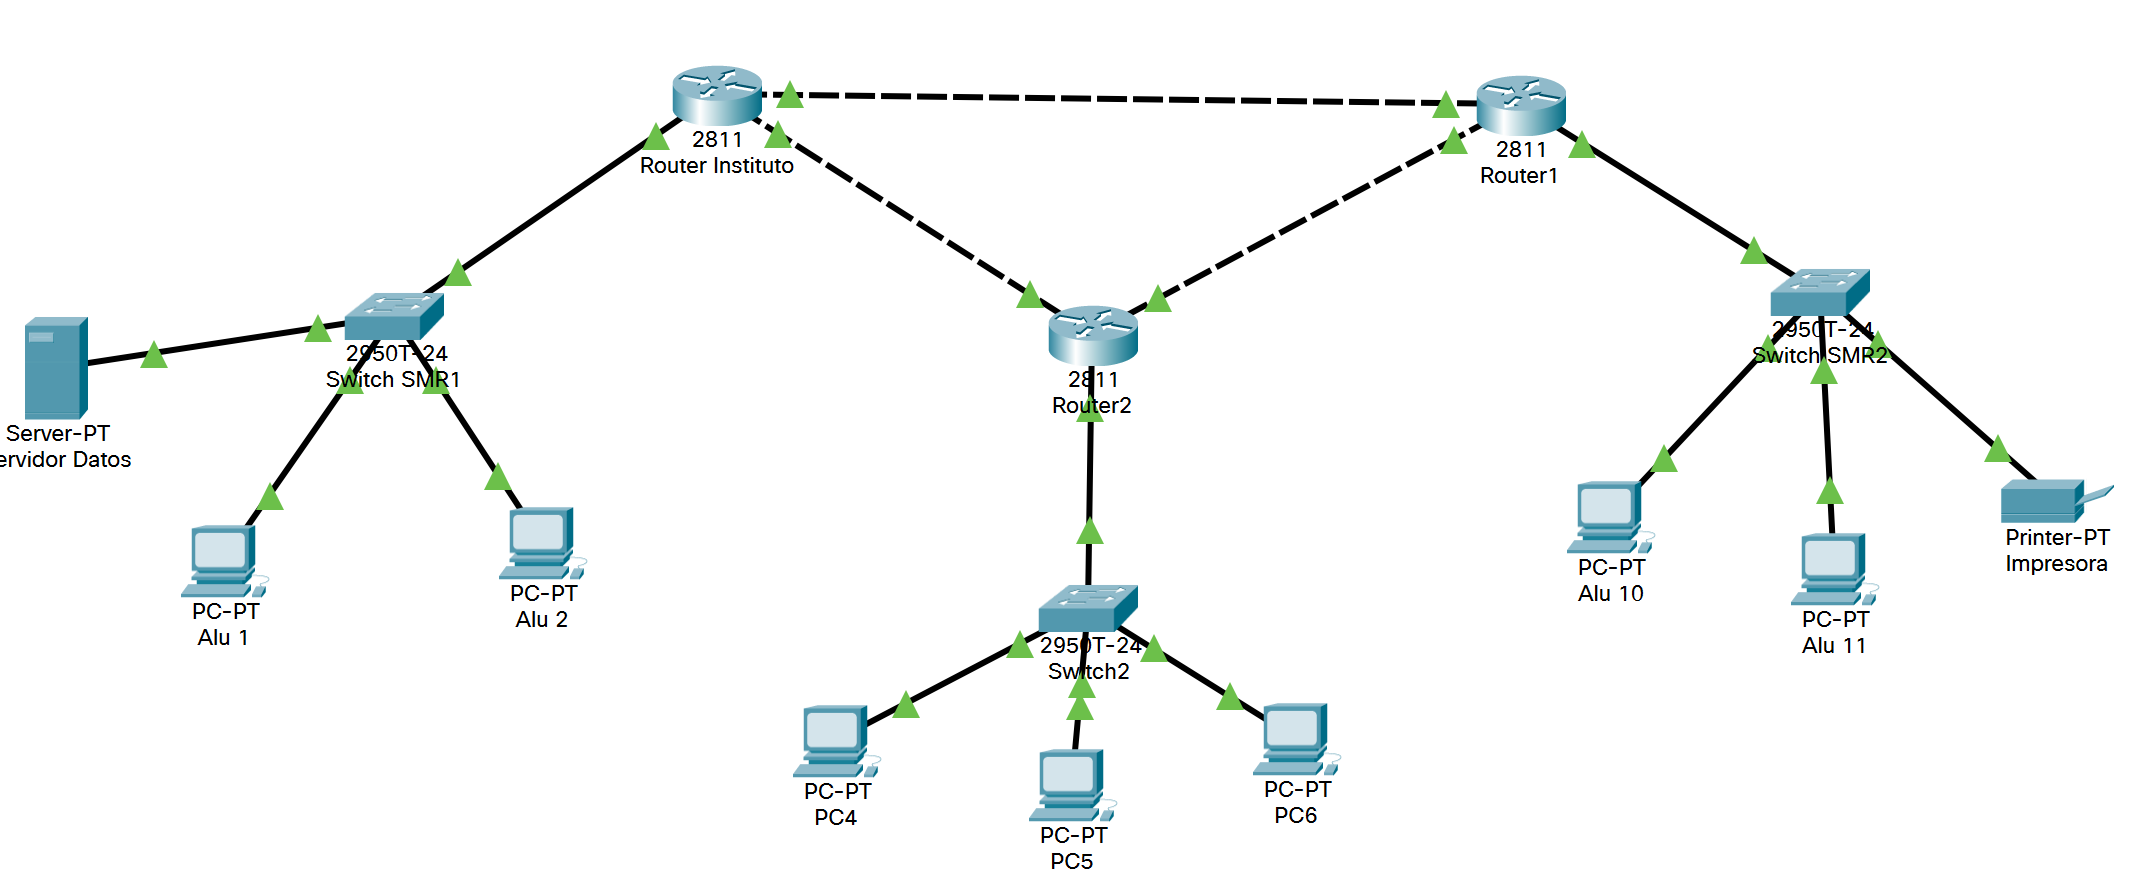 2811
Router Instituto
2811
Router1
2950T-24
Switch SMR1
2950T-24
Switch SMR2
2811
Router2
Server-PT
ervidor Datos
PC-PT
Alu 1
PC-PT
Alu 2
2950T-24
Switch2
PC-PT
Alu 10
PC-PT
Alu 11
Printer-PT
Impresora
PC-PT
PC4
PC-PT
PC5
PC-PT
PC6